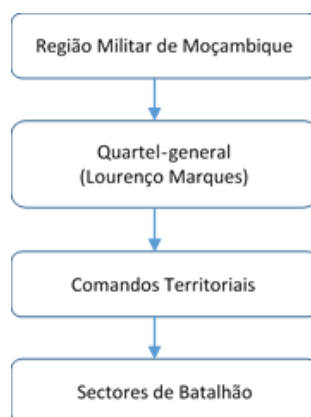 Região Militar de Moçambique
Quartel-general
(Lourenço Marques)
Comandos Territoriais
Sectores de Batalhão